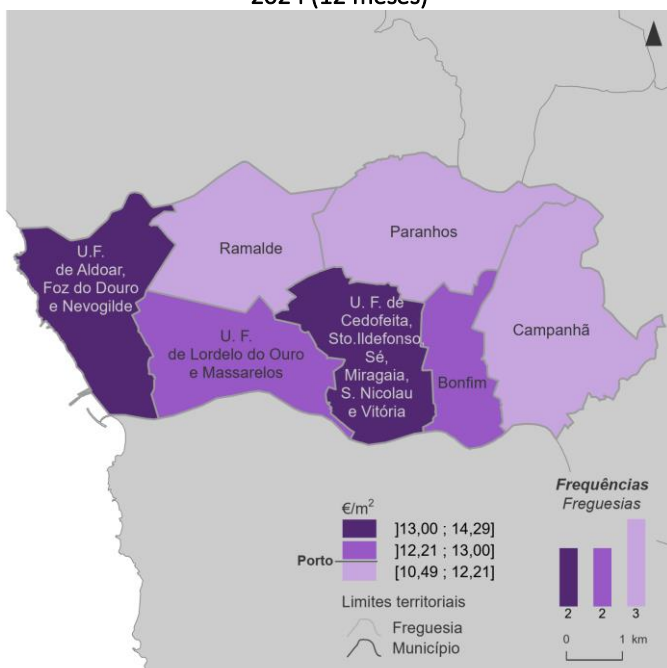 2024 (12 meses)
U.F.
de Aldoar,
Foz do Douro
e Nevogilde
Ramalde
Paranhos
U. F.
de Lordelo do Ouro
e Massarelos
U. F. de
Cedofeita,
Sto.Ildefonso,
Sé,
Miragaia,
S. Nicolau
e Vitória
Bonfim
Campanhã
€/m²
]13,00 ; 14,29]
]12,21 ; 13,00]
Porto
[10,49 ; 12,21]
Limites territoriais
Freguesia
Município
Frequências
Freguesias
2 2 3
0 1 km